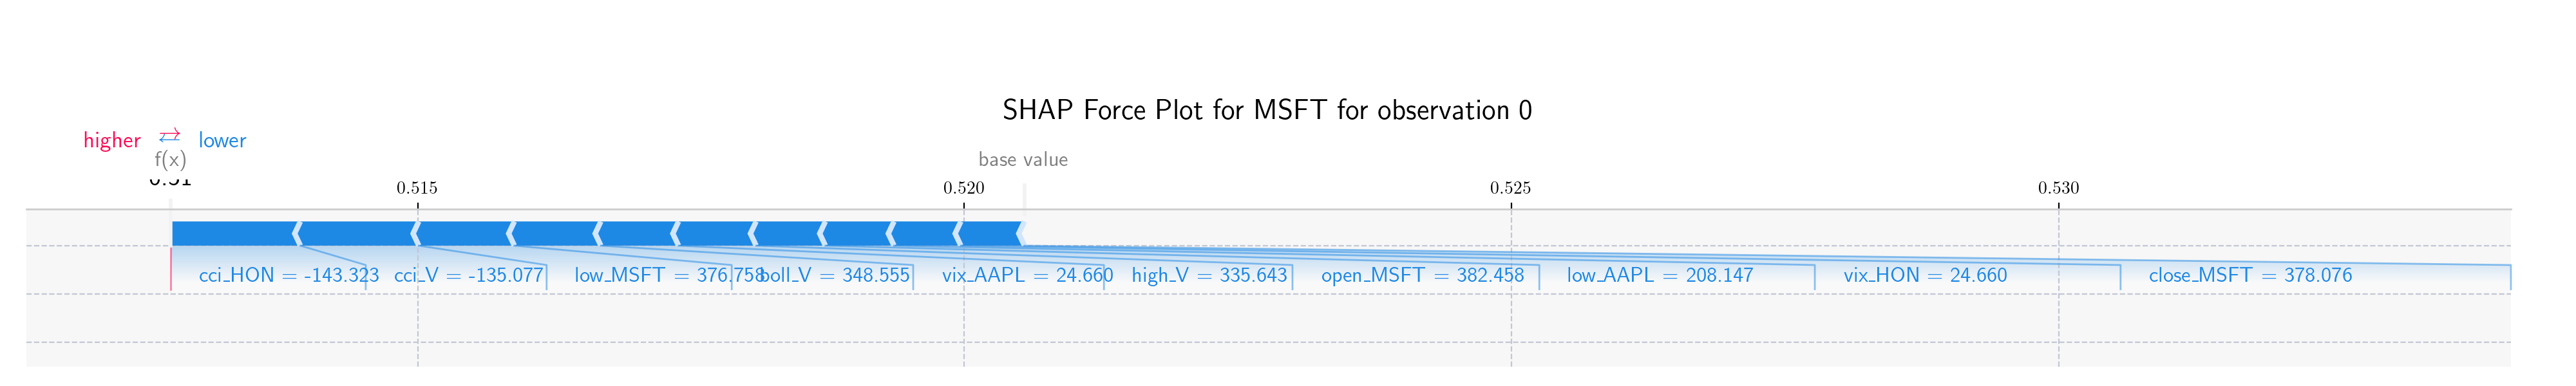 SHAP Force Plot for MSFT for observation 0
higher ⇄ lower
f(x) base value
0.51 0.515 0.520 0.525 0.530
cci_HON = -143.323 cci_V = -135.077 low_MSFT = 376.758 boll_V = 348.555 vix_AAPL = 24.660 high_V = 335.643 open_MSFT = 382.458 low_AAPL = 208.147 vix_HON = 24.660 close_MSFT = 378.076